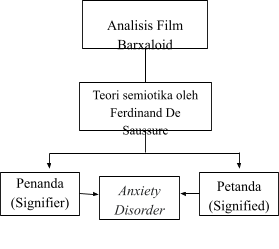 Analisis Film
Barxaloid
Teori semiotika oleh
Ferdinand De
Saussure
Penanda
(Signifier)
Anxiety
Disorder
Petanda
(Signified)